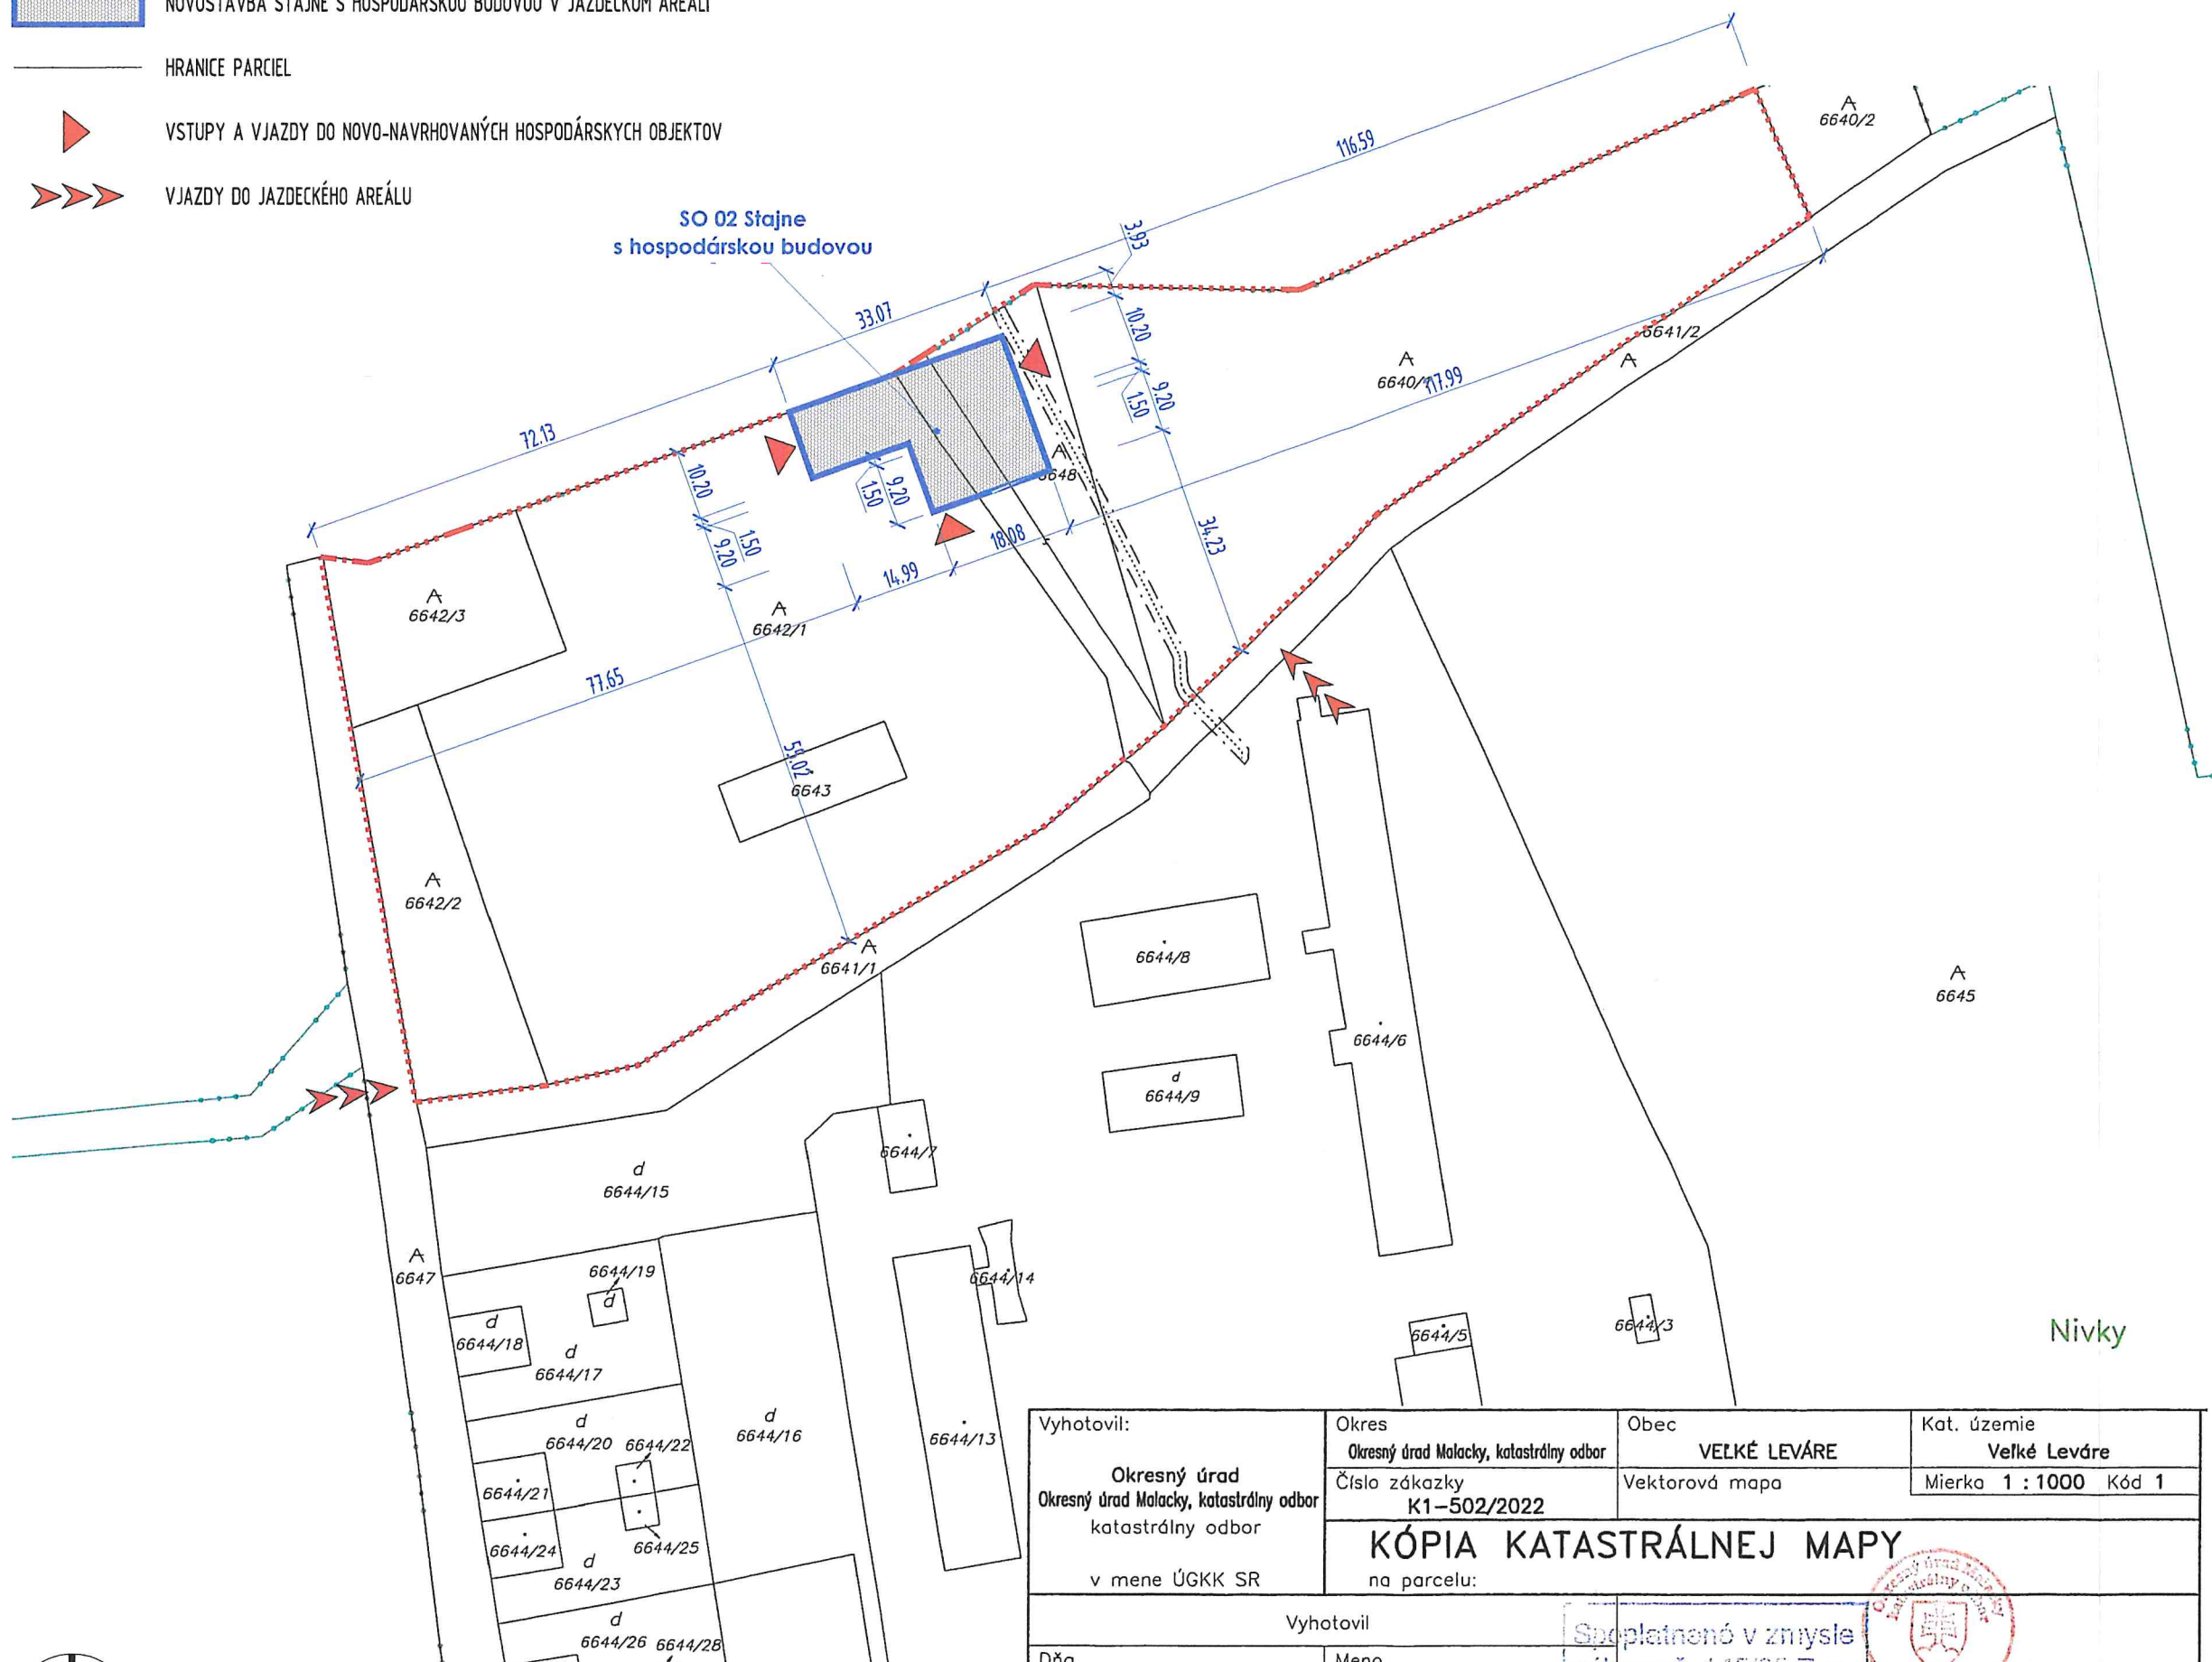 NOVOSTAVBA STAJNE S HOSPODÁRSKOU BUDOVOU V JAZDECKOM AREÁLI
HRANICE PARCIEL
VSTUPY A VJAZDY DO NOVO-NAVRHOVANÝCH HOSPODÁRSKYCH OBJEKTOV
VJAZDY DO JAZDECKÉHO AREÁLU
SO 02 Stajne
s hospodárskou budovou
116.59
A
6640/2
3.93
33.07
10.20
9.20
1.50
A
6640/1
117.99
6641/2
A
72.13
10.20
1.50
9.20
9.20
1.50
A
6648
18.08
14.99
34.23
A
6642/3
A
6642/1
77.65
59.02
6643
A
6642/2
A
6641/1
6644/8
A
6645
6644/6
d
6644/9
6644/7
d
6644/15
A
6647
6644/19
d
6644/14
d
6644/18
d
6644/17
6644/5
6644/3
Nivky
d
6644/20
6644/22
d
6644/16
6644/13
6644/21
6644/24
6644/25
d
6644/23
d
6644/26
6644/28
Vyhotovil:
Okresný úrad
Okresný úrad Malacky, katastrálny odbor
katastrálny odbor
v mene ÚGKK SR
Okres
Okresný úrad Malacky, katastrálny odbor
Obec
VEĽKÉ LEVÁRE
Kat. územie
Veľké Leváre
Číslo zákazky
K1-502/2022
Vektorová mapa
Mierka 1 : 1000 Kód 1
KÓPIA KATASTRÁLNEJ MAPY
na parcelu:
Vyhotovil
Spoplatnené v zmysle
Dňa
Meno